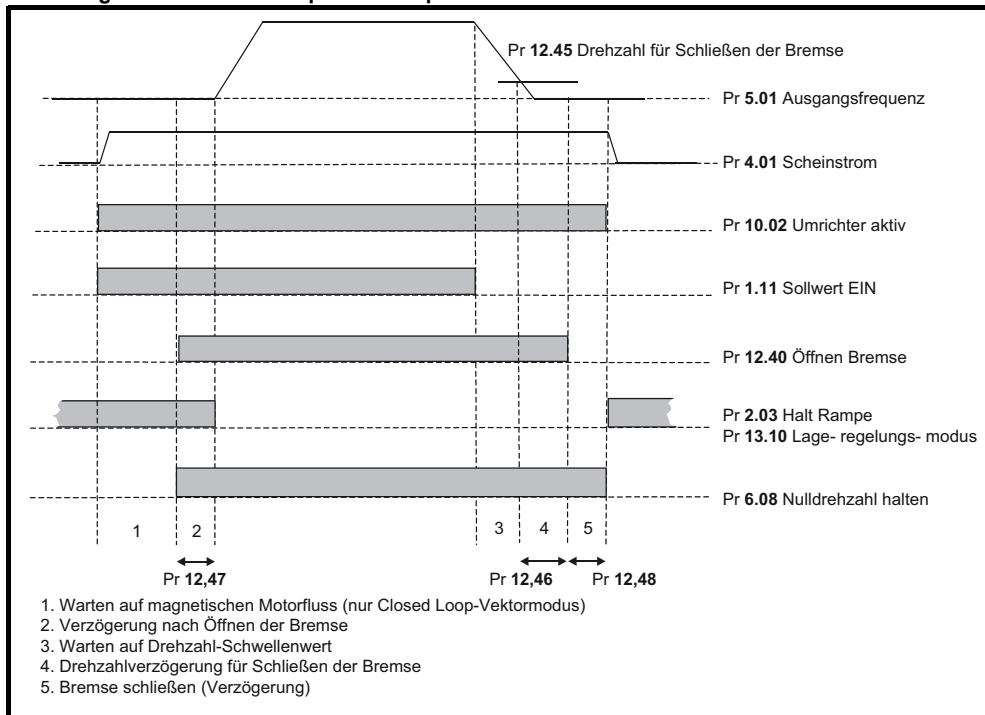 Pr 12.45 Drehzahl für Schließen der Bremse
Pr 5.01 Ausgangsfrequenz
Pr 4.01 Scheinstrom
Pr 10.02 Umrichter aktiv
Pr 1.11 Sollwert EIN
Pr 12.40 Öffnen Bremse
Pr 2.03 Halt Rampe
Pr 13.10 Lage- regelungs- modus
Pr 6.08 Nulldrehzahl halten
1 2 3 4 5
Pr 12,47 Pr 12,46 Pr 12,48
1. Warten auf magnetischen Motorfluss (nur Closed Loop-Vektormodus)
2. Verzögerung nach Öffnen der Bremse
3. Warten auf Drehzahl-Schwellenwert
4. Drehzahlverzögerung für Schließen der Bremse
5. Bremse schließen (Verzögerung)